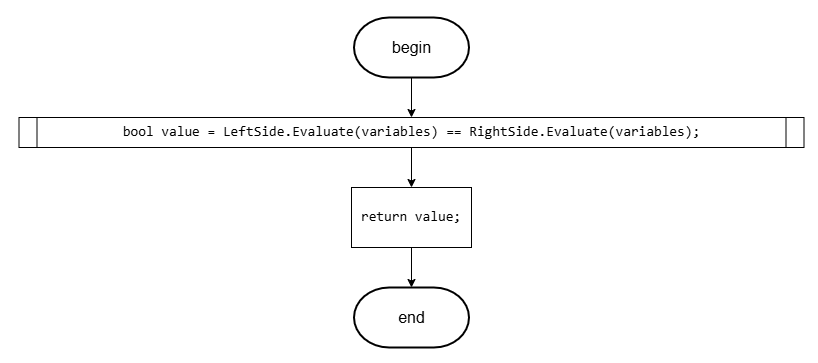 begin
bool value = LeftSide.Evaluate(variables) == RightSide.Evaluate(variables);
return value;
end